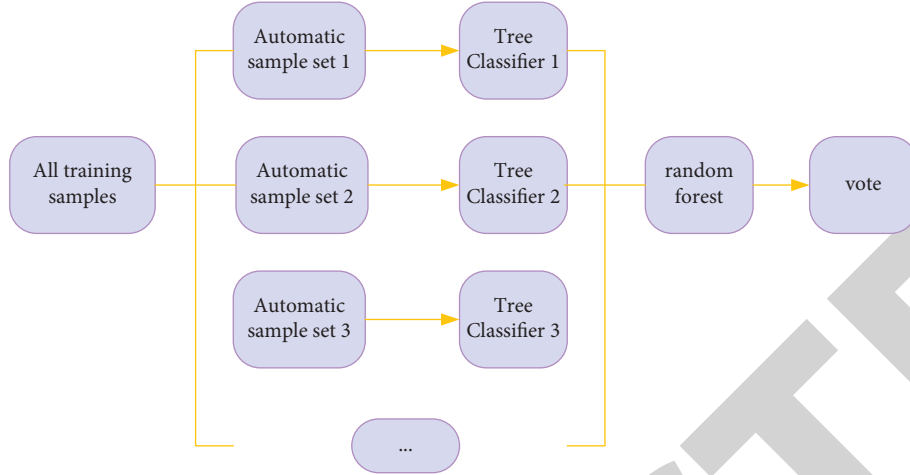 All training
samples
Automatic
sample set 1
Tree
Classifier 1
Automatic
sample set 2
Tree
Classifier 2
Automatic
sample set 3
Tree
Classifier 3
...
random
forest
vote